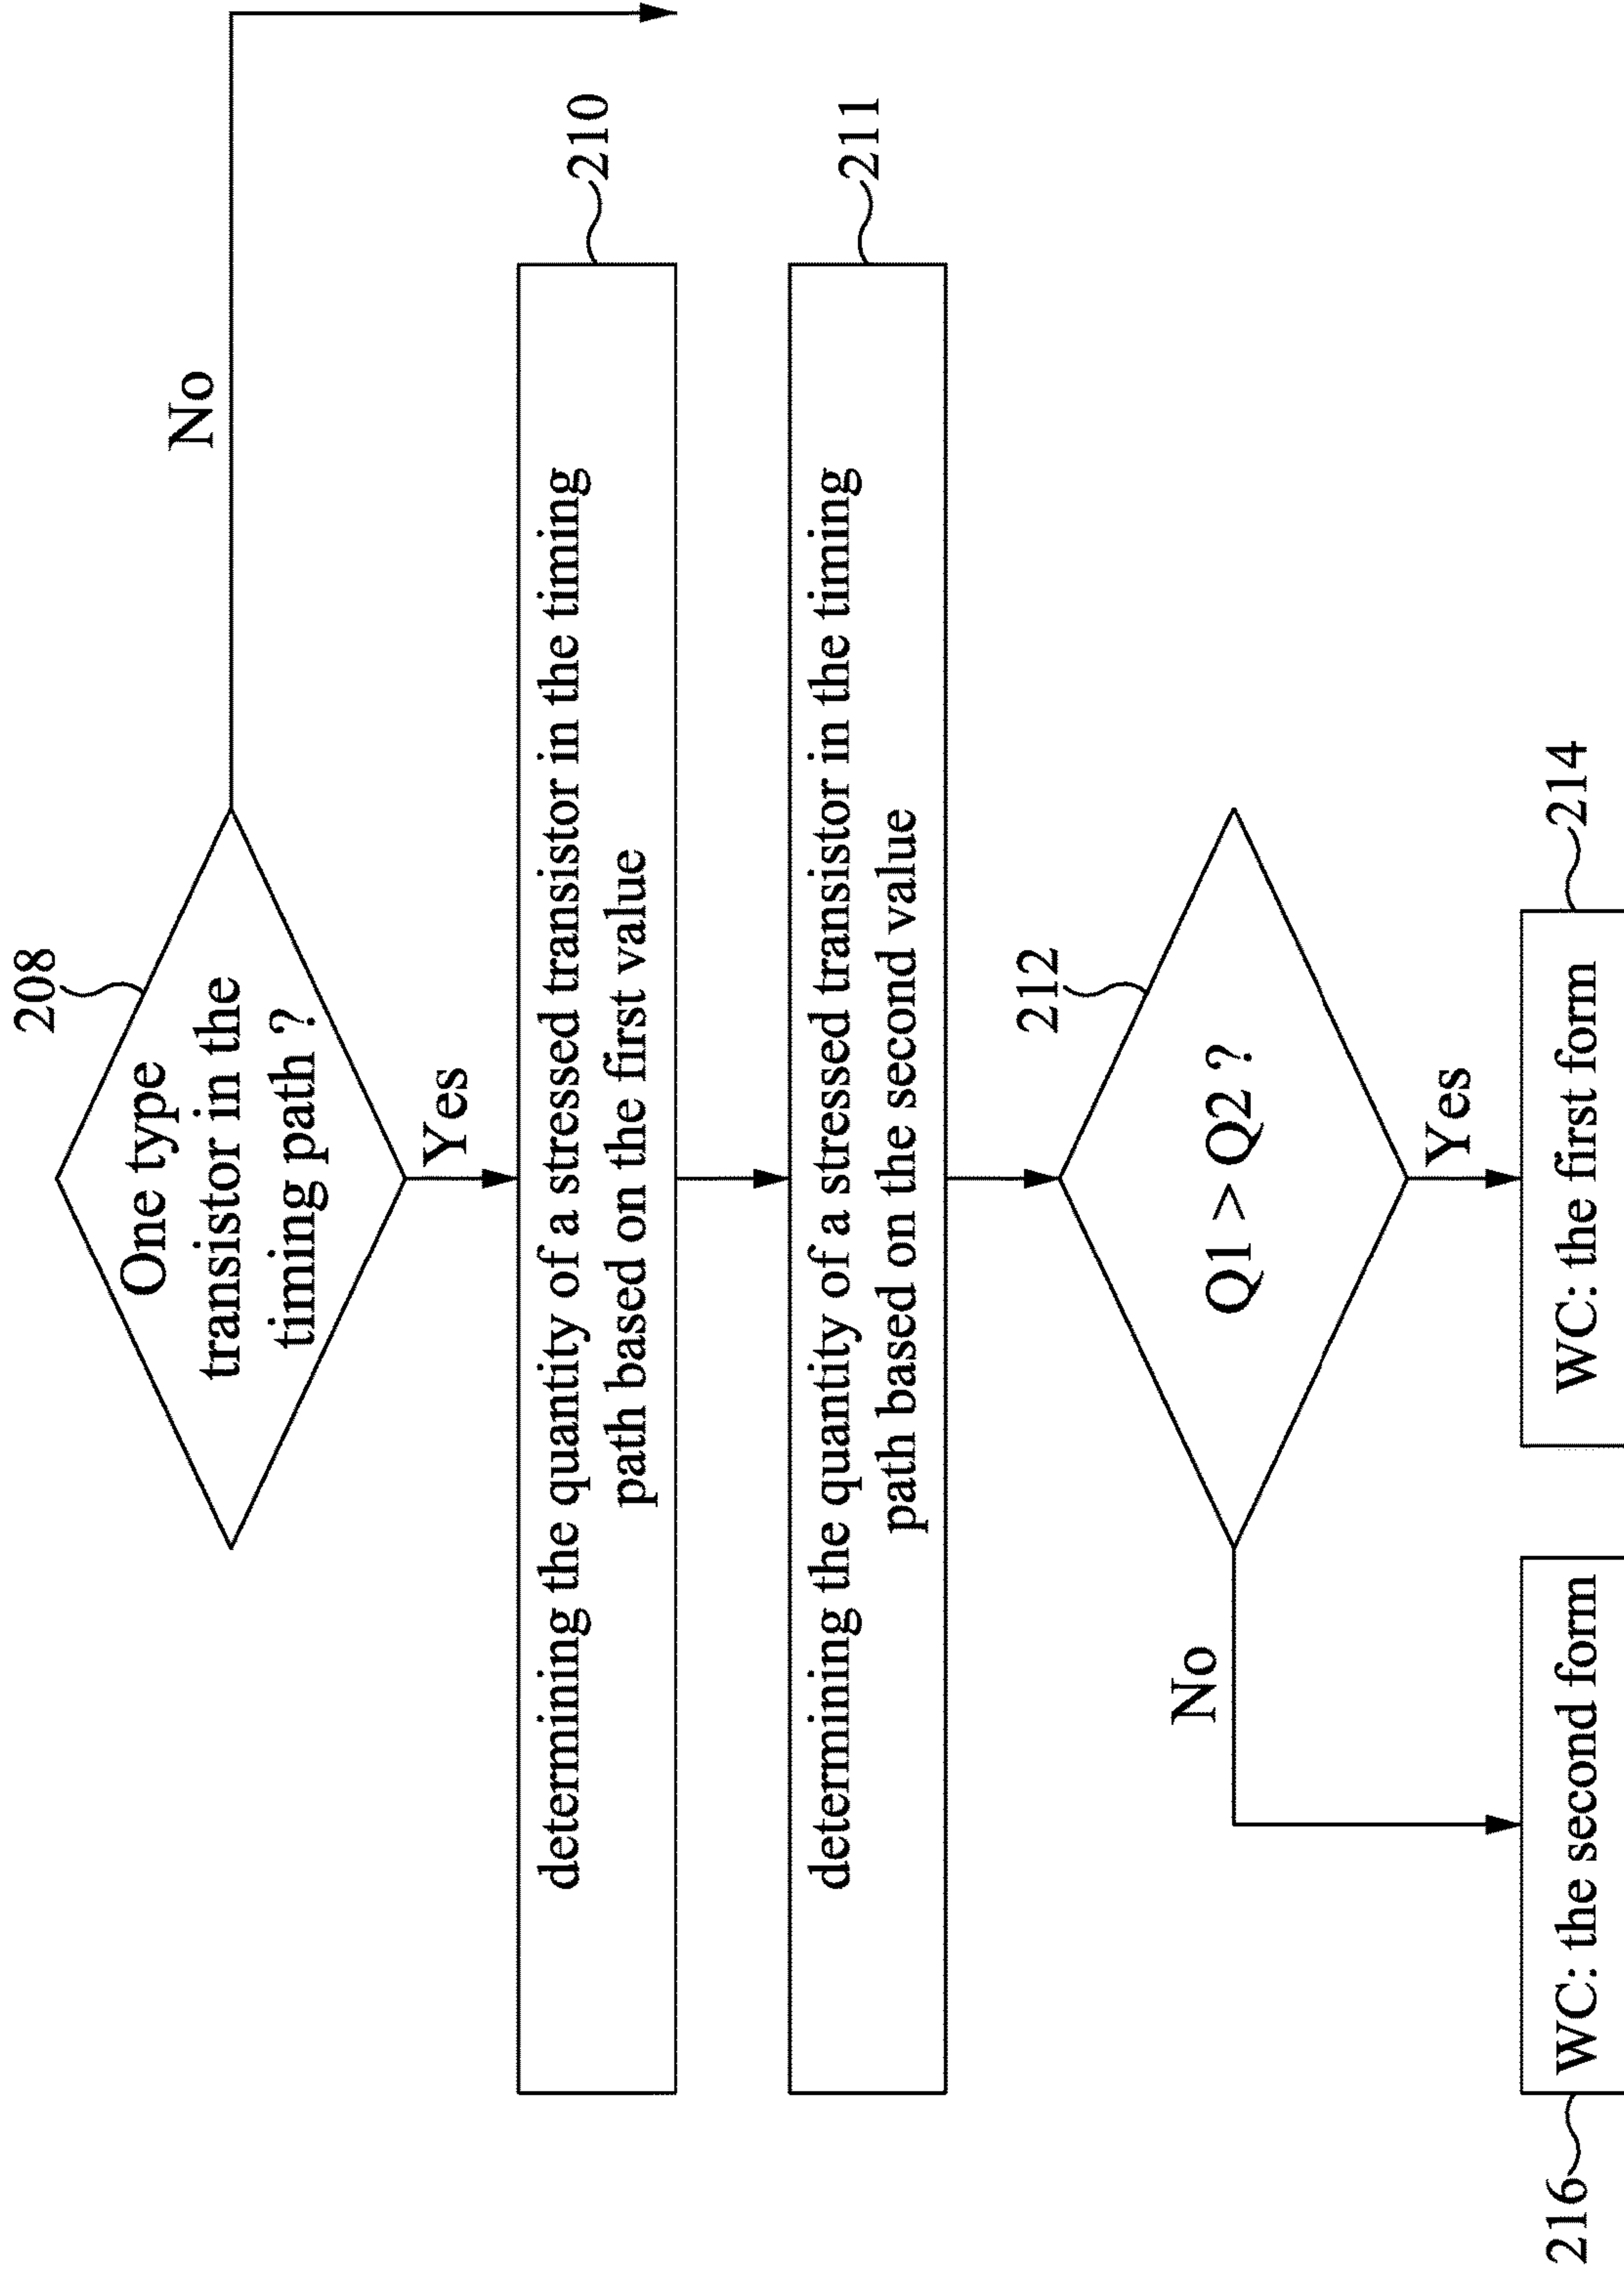 208
One type
transistor in the
timing path ?
No
Yes
210
determining the quantity of a stressed transistor in the timing
path based on the first value
211
determining the quantity of a stressed transistor in the timing
path based on the second value
212
Q1 > Q2 ?
No
Yes
216
WC: the second form
WC: the first form
214